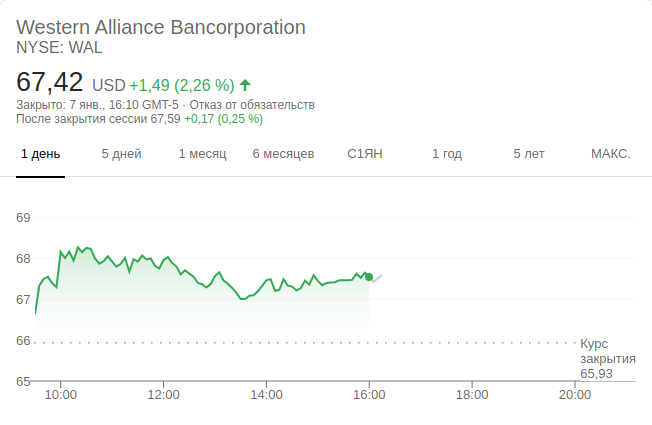 Western Alliance Bancorporation
NYSE: WAL
67,42 USD +1,49 (2,26 %)
Закрыто: 7 янв., 16:10 GMT-5 · Отказ от обязательств
После закрытия сессии 67,59 +0,17 (0,25 %)
1 день 5 дней 1 месяц 6 месяцев С1ЯН 1 год 5 лет МАКС.
69
68
67
66
Курс
закрытия
65,93
65
10:00 12:00 14:00 16:00 18:00 20:00